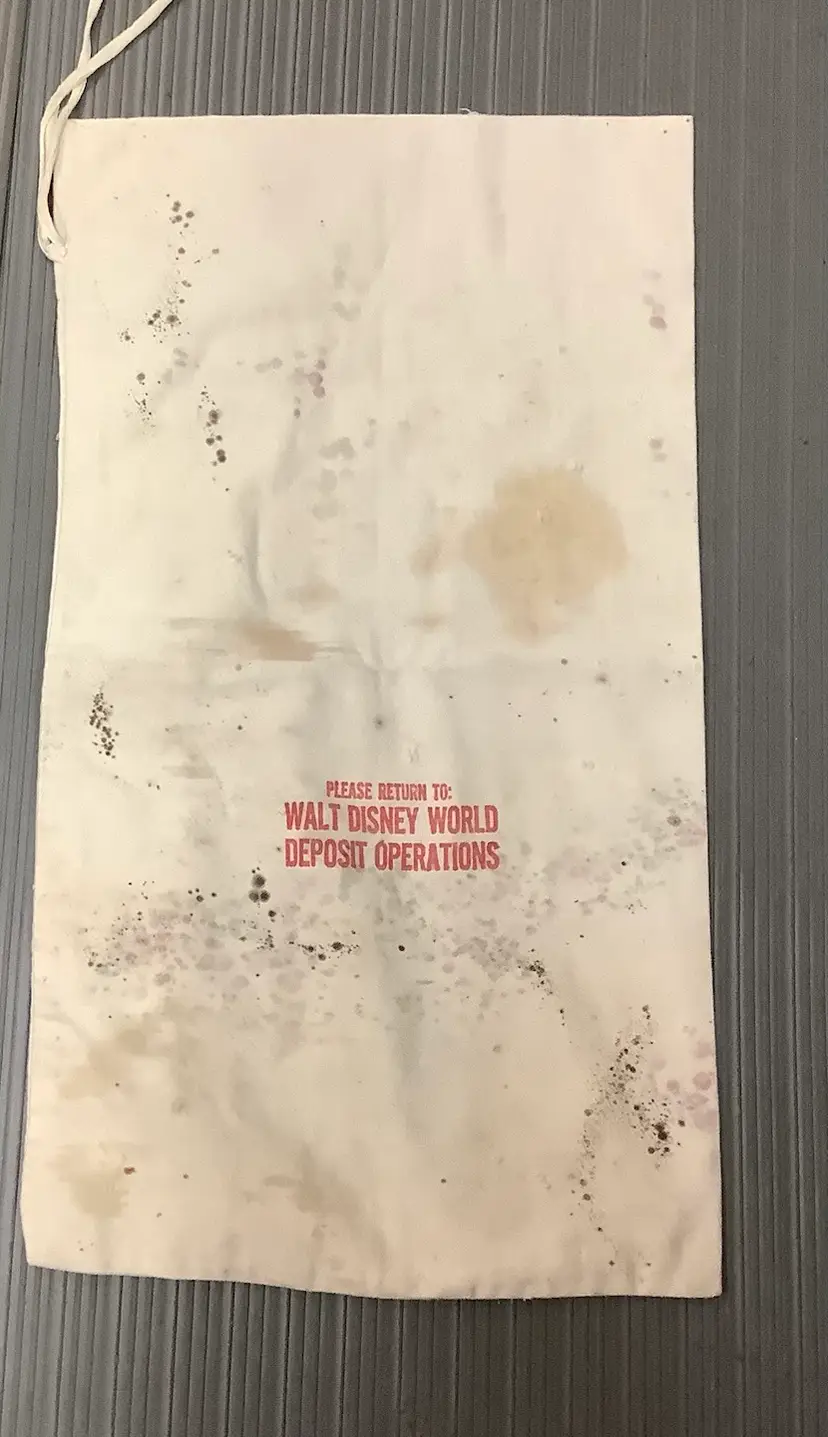 PLEASE RETURN TO:
WALT DISNEY WORLD
DEPOSIT OPERATIONS